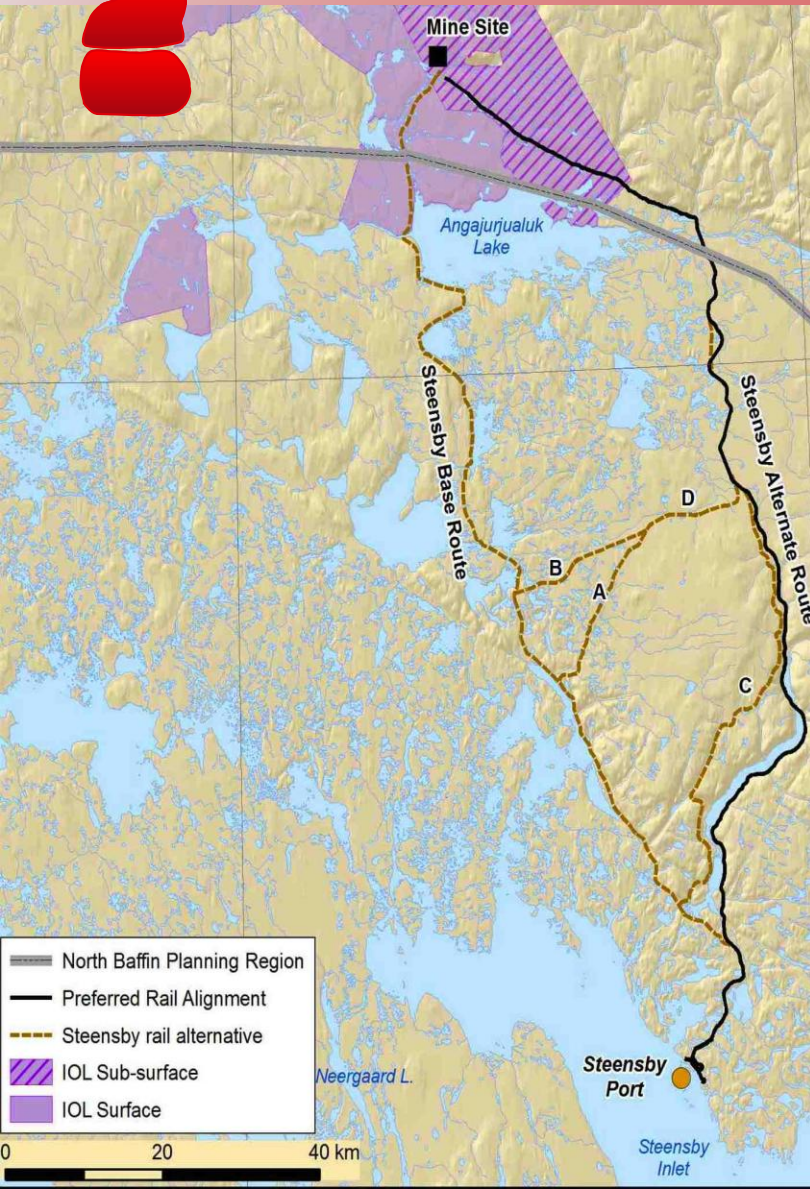 Mine Site
Angajurjualuk
Lake
Steensby Base Route
Steensby Alternate Route
D
B
A
C
North Baffin Planning Region
Preferred Rail Alignment
Steensby rail alternative
IOL Sub-surface
IOL Surface
Neergaard L.
Steensby
Port
Steensby
Inlet
0 20 40 km